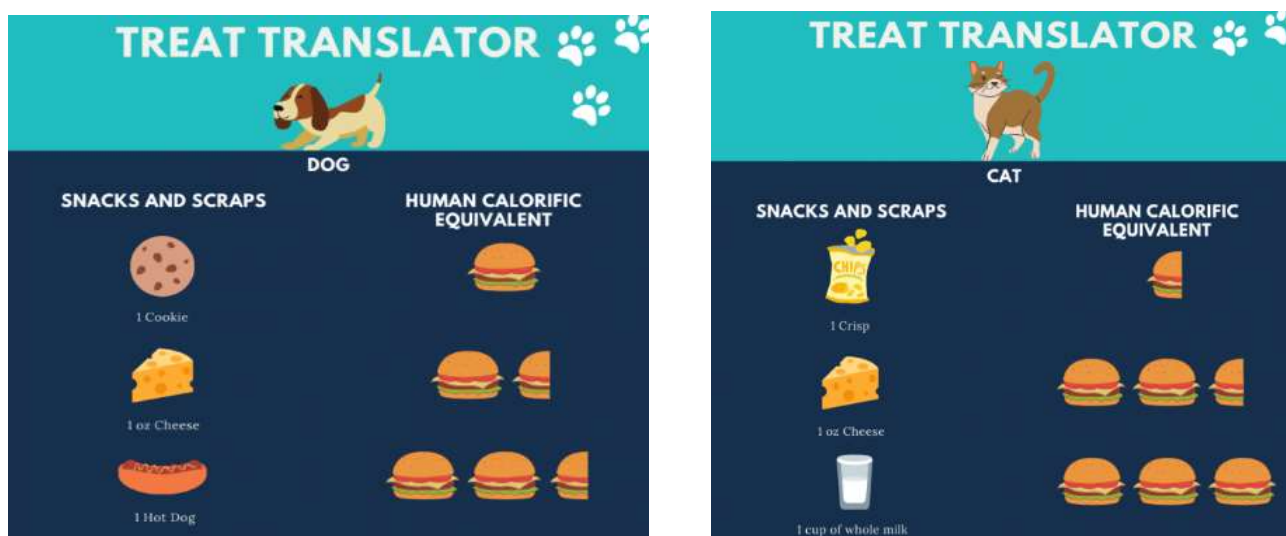 TREAT TRANSLATOR
DOG
SNACKS AND SCRAPS
HUMAN CALORIFIC
EQUIVALENT
1 Cookie
1 oz Cheese
1 Hot Dog
TREAT TRANSLATOR
CAT
SNACKS AND SCRAPS
HUMAN CALORIFIC
EQUIVALENT
CHIPS
1 Crisp
1 oz Cheese
1 cup of whole milk